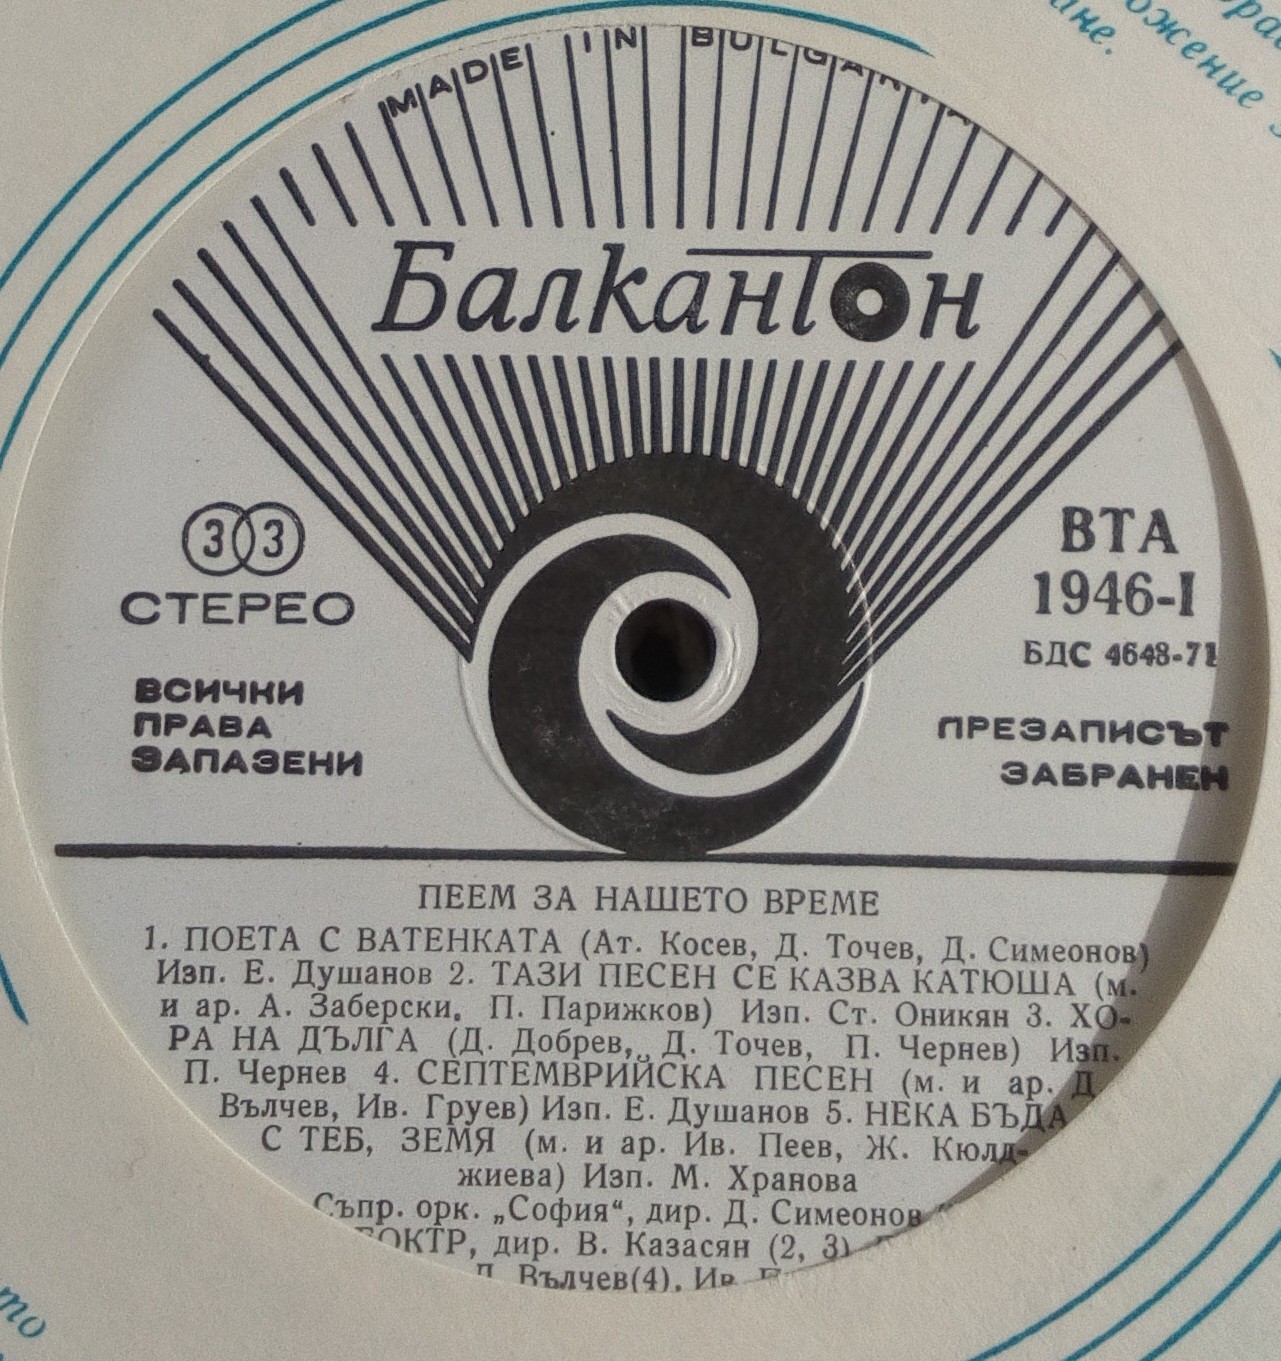 MADE IN BULGARIA
Балкантон
33
СТЕРЕО
ВСИЧКИ
ПРАВА
ЗАПАЗЕНИ
ВТА
1946-I
БДС 4648-71
ПРЕЗАПИСЪТ
ЗАБРАНЕН
ПЕЕМ ЗА НАШЕТО ВРЕМЕ
1. ПОЕТА С ВАТЕНКАТА (Ат. Косев, Д. Точев, Д. Симеонов)
Изп. Е. Душанов 2. ТАЗИ ПЕСЕН СЕ КАЗВА КАТЮША (м.
и ар. А. Заберски, П. Парижков) Изп. Ст. Оникян 3. ХО-
РА НА ДЪЛГА (Д. Добрев, Д. Точев, П. Чернев) Изп.
П. Чернев 4. СЕПТЕМВРИЙСКА ПЕСЕН (м. и ар. Д
Вълчев, Ив. Груев) Изп. Е. Душанов 5. НЕКА БЪДА
С ТЕБ, ЗЕМЯ (м. и ар. Ив. Пеев, Ж. Кюлд-
жиева) Изп. М. Хранова
Съпр. орк. „София“, дир. Д. Симеонов
ЕОКТР, дир. В. Казасян (2, 3)
Вълчев(4), Ив.
ане.
ожение